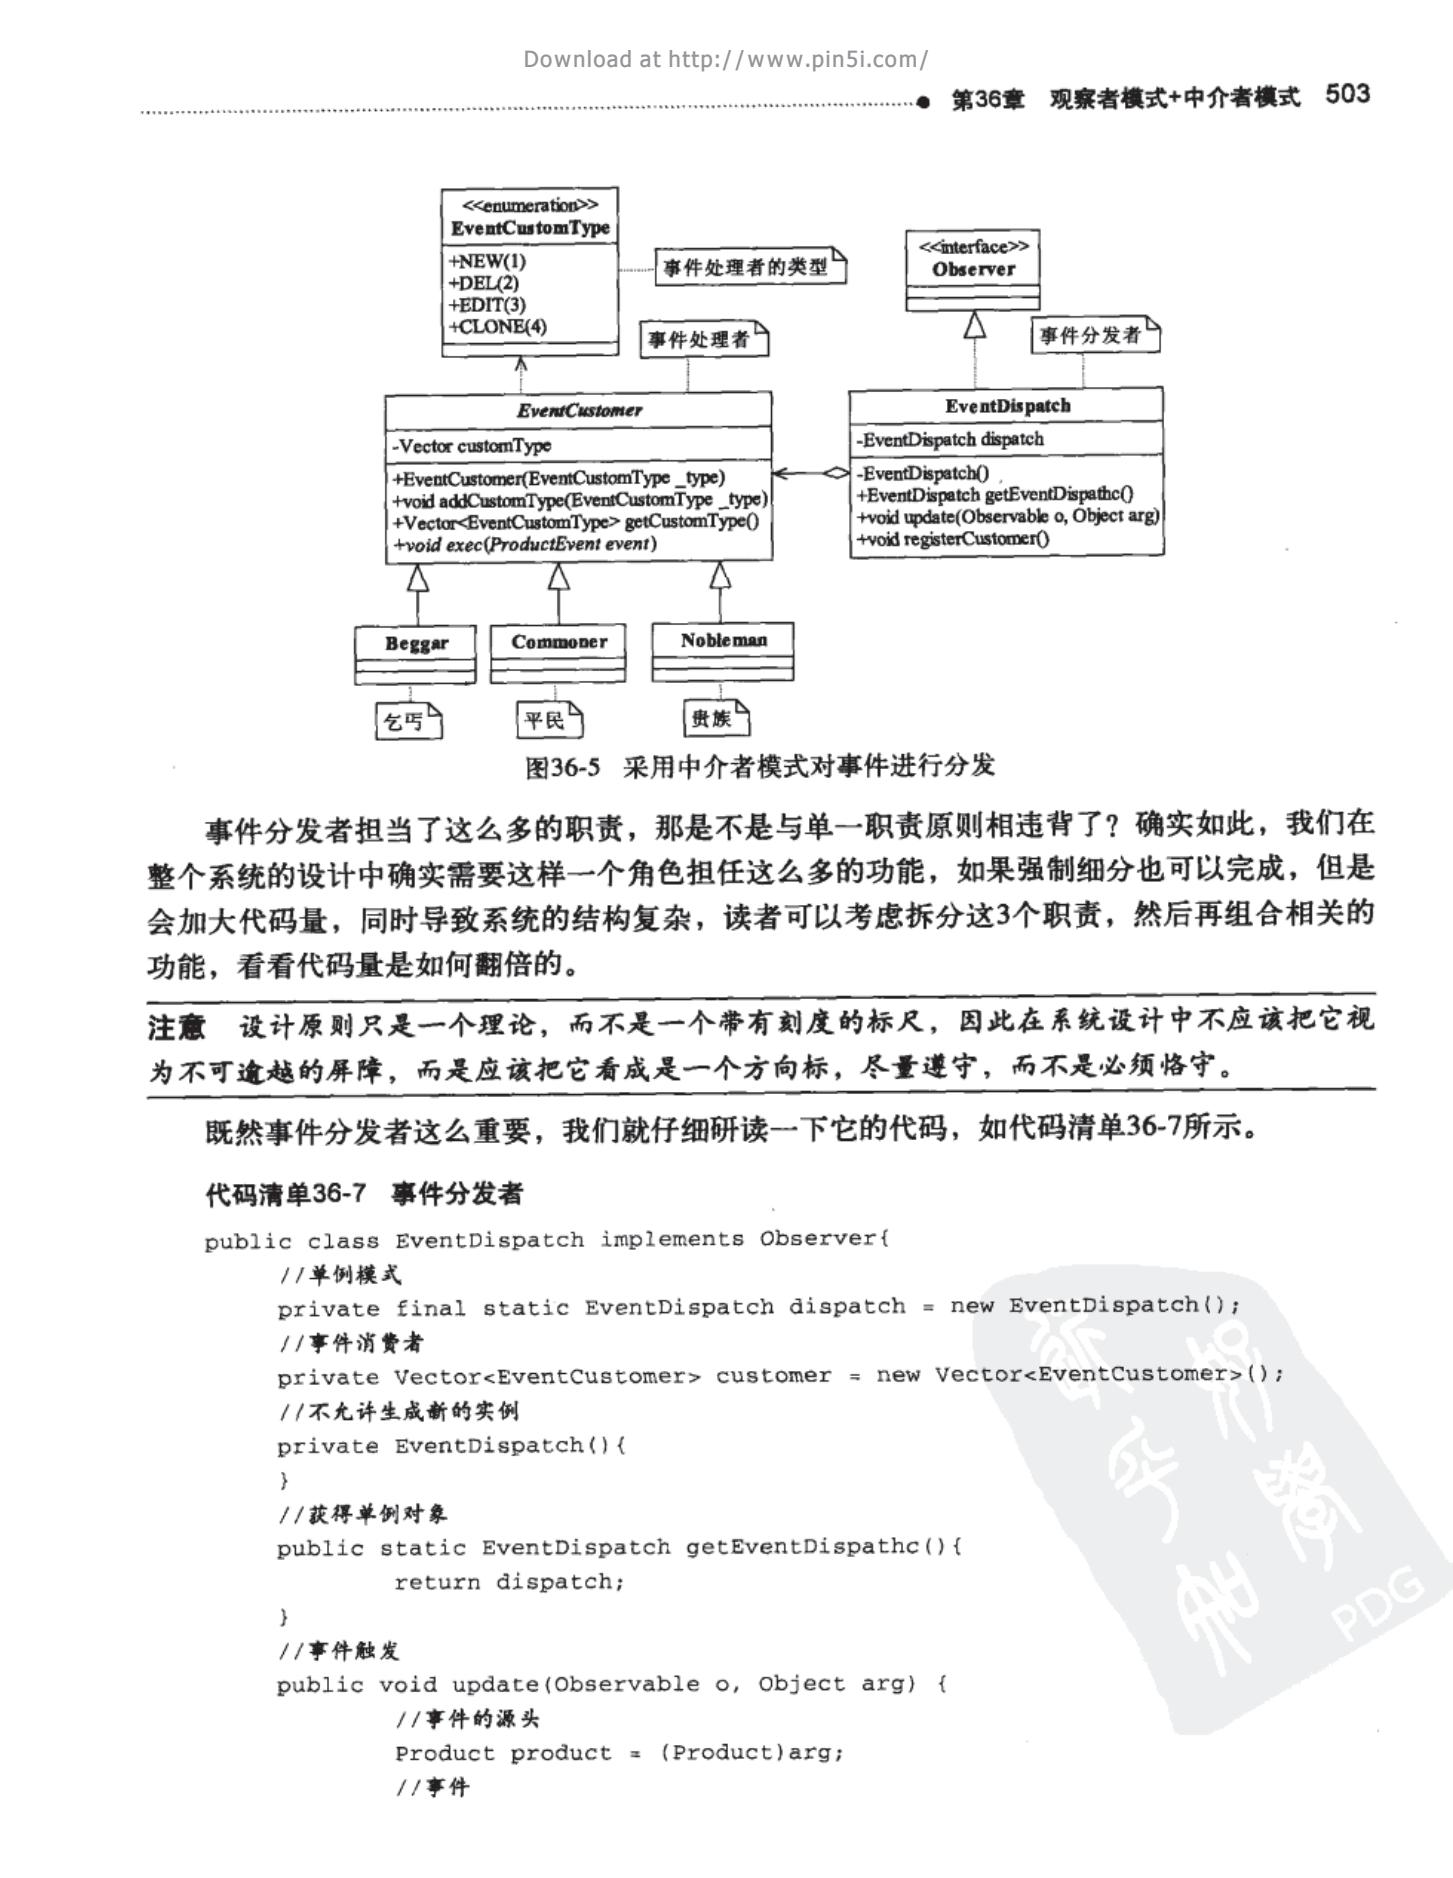 Download at http://www.pin5i.com/
第36章 观察者模式+中介者模式 503
<<enumeration>>
EventCustomType
+NEW(1)
+DEL(2)
+EDIT(3)
+CLONE(4)
事件处理者的类型
<<interface>>
Observer
事件处理者
事件分发者
EventCustomer
-Vector customType
+EventCustomer(EventCustomType _type)
+void addCustomType(EventCustomType _type)
+Vector<EventCustomType> getCustomType()
+void exec(ProductEvent event)
EventDispatch
-EventDispatch dispatch
-EventDispatch()
+EventDispatch getEventDispathc()
+void update(Observable o, Object arg)
+void registerCustomer()
Beggar
Commoner
Nobleman
乞丐
平民
贵族
图36-5 采用中介者模式对事件进行分发
事件分发者担当了这么多的职责，那是不是与单一职责原则相违背了？确实如此，我们在
整个系统的设计中确实需要这样一个角色担任这么多的功能，如果强制细分也可以完成，但是
会加大代码量，同时导致系统的结构复杂，读者可以考虑拆分这3个职责，然后再组合相关的
功能，看看代码量是如何翻倍的。
注意 设计原则只是一个理论，而不是一个带有刻度的标尺，因此在系统设计中不应该把它视
为不可逾越的屏障，而是应该把它看成是一个方向标，尽量遵守，而不是必须恪守。
既然事件分发者这么重要，我们就仔细研读一下它的代码，如代码清单36-7所示。
代码清单36-7 事件分发者
public class EventDispatch implements Observer{
//单例模式
private final static EventDispatch dispatch = new EventDispatch();
//事件消费者
private Vector<EventCustomer> customer = new Vector<EventCustomer>();
//不允许生成新的实例
private EventDispatch(){
}
//获得单例对象
public static EventDispatch getEventDispathc(){
return dispatch;
}
//事件触发
public void update(Observable o, Object arg) {
//事件的源头
Product product = (Product)arg;
//事件
PDG